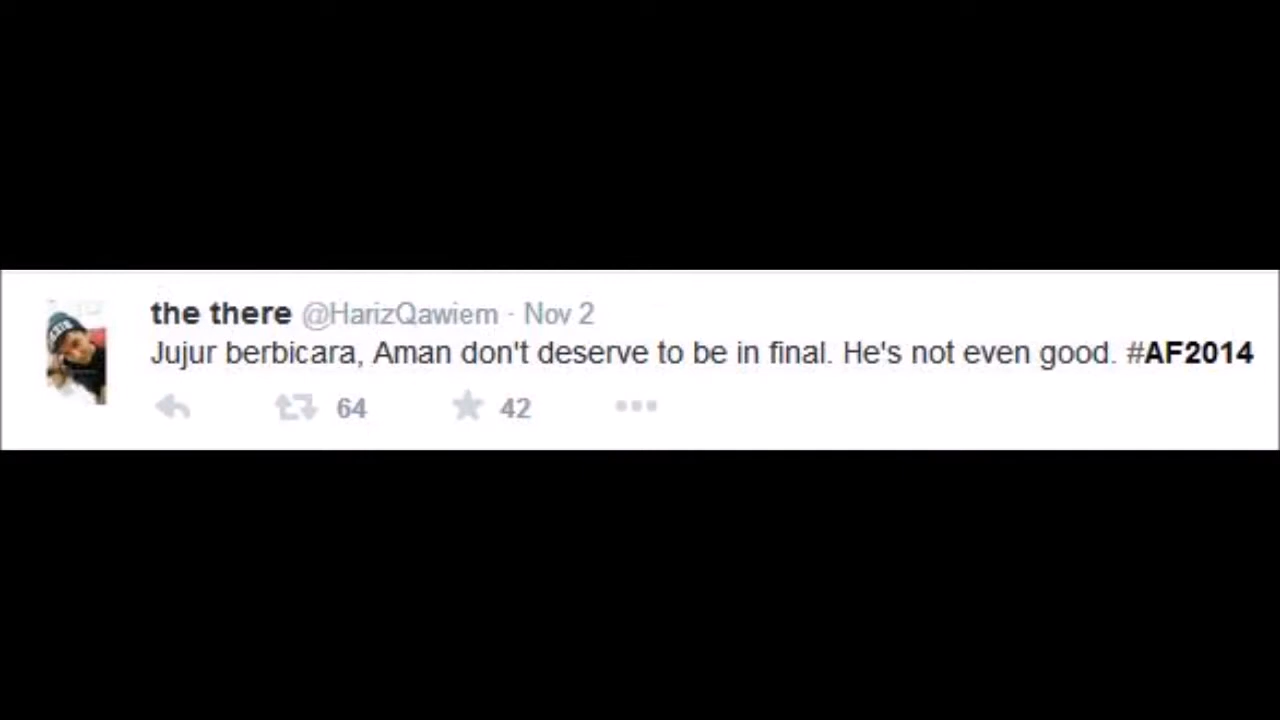 the there @HarizQawiem · Nov 2
Jujur berbicara, Aman don't deserve to be in final. He's not even good. #AF2014
64 42